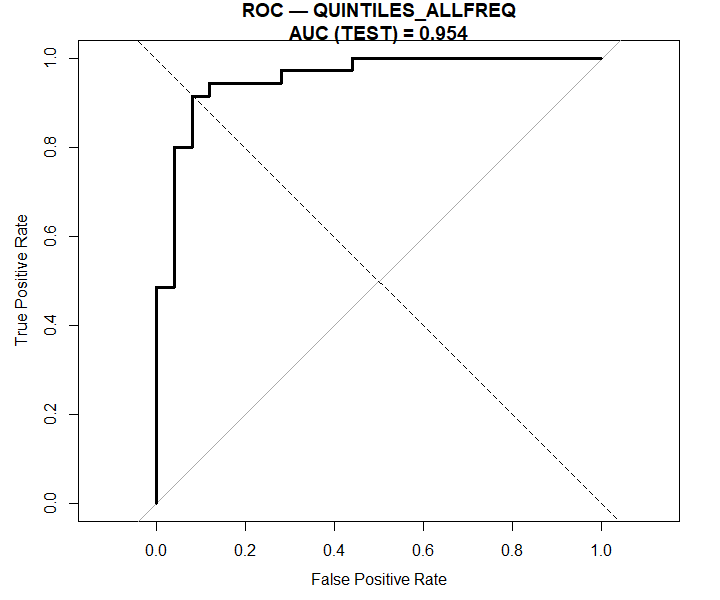 ROC — QUINTILES_ALLFREQ
AUC (TEST) = 0.954
1.0
0.8
0.6
0.4
0.2
0.0
True Positive Rate
0.0 0.2 0.4 0.6 0.8 1.0
False Positive Rate